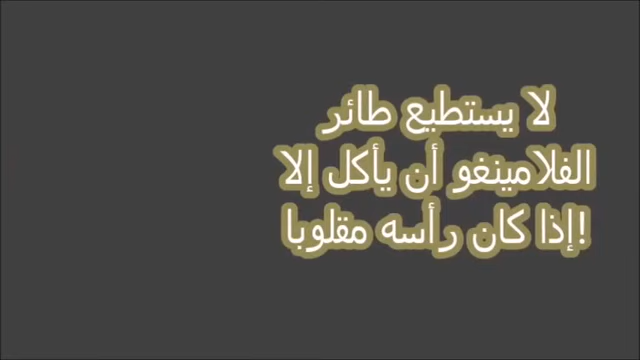 لا يستطيع طائر
الفلامينغو أن يأكل إلا
!إذا كان رأسه مقلوبا